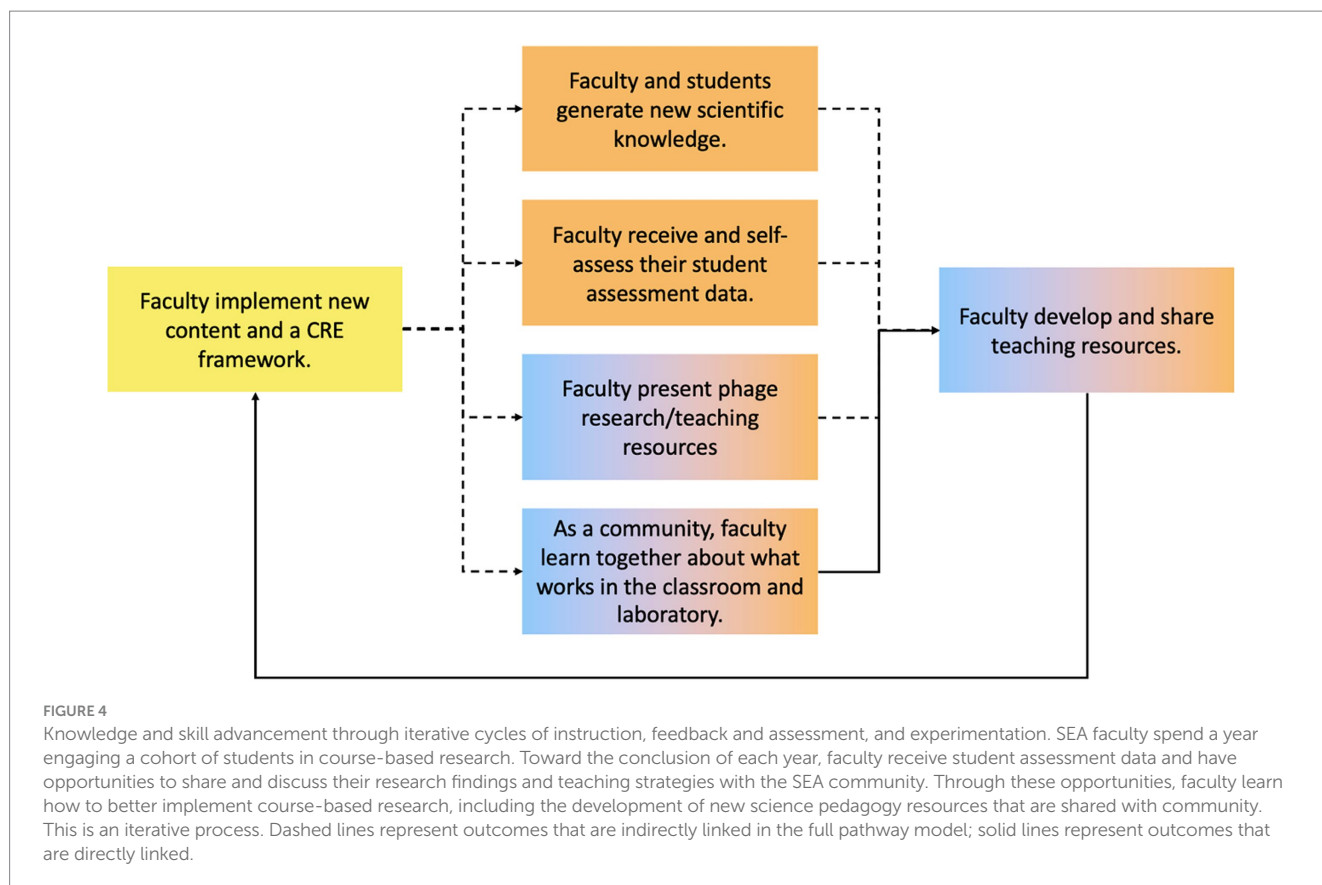 Faculty and students
generate new scientific
knowledge.
Faculty receive and self-
assess their student
assessment data.
Faculty implement new
content and a CRE
framework.
Faculty develop and share
teaching resources.
Faculty present phage
research/teaching
resources
As a community, faculty
learn together about what
works in the classroom and
laboratory.
FIGURE 4
Knowledge and skill advancement through iterative cycles of instruction, feedback and assessment, and experimentation. SEA faculty spend a year
engaging a cohort of students in course-based research. Toward the conclusion of each year, faculty receive student assessment data and have
opportunities to share and discuss their research findings and teaching strategies with the SEA community. Through these opportunities, faculty learn
how to better implement course-based research, including the development of new science pedagogy resources that are shared with community.
This is an iterative process. Dashed lines represent outcomes that are indirectly linked in the full pathway model; solid lines represent outcomes that
are directly linked.